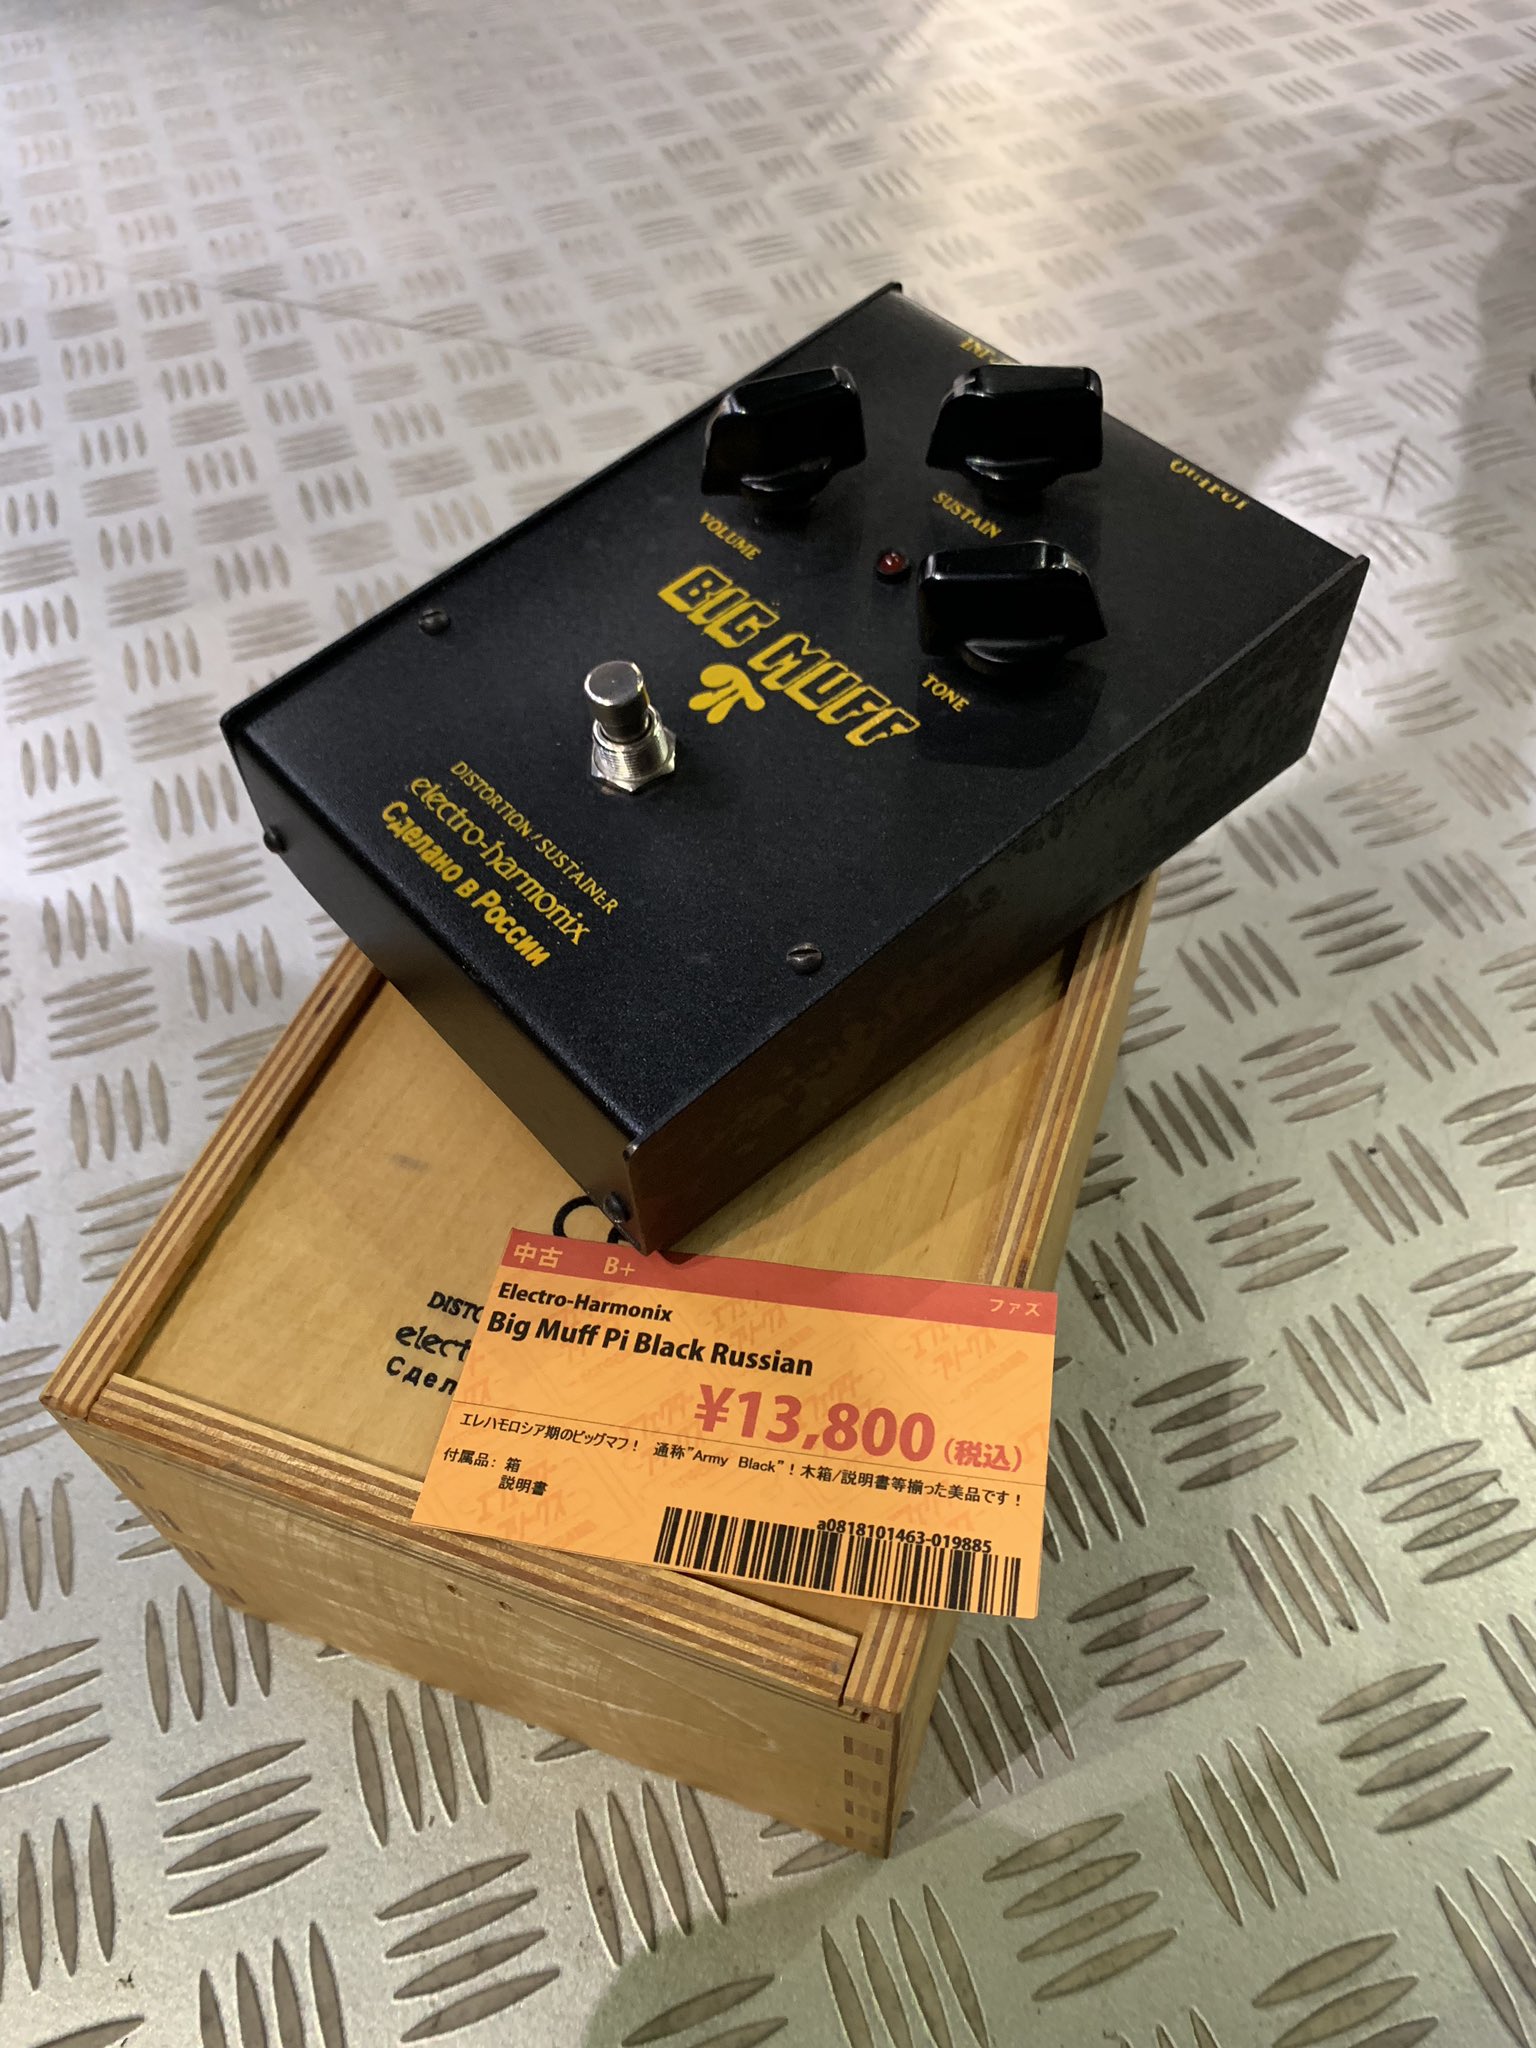 OUTPUT
VOLUME
SUSTAIN
TONE
BIG MUFF
π
DISTORTION / SUSTAINER
electro-harmonix
Сделано в России
中古 B+ ファズ
Electro-Harmonix
Big Muff Pi Black Russian
¥13,800(税込)
エレハモロシア期のビッグマフ! 通称"Army Black"!木箱/説明書等揃った美品です!
付属品: 箱
説明書
a0818101463-019885